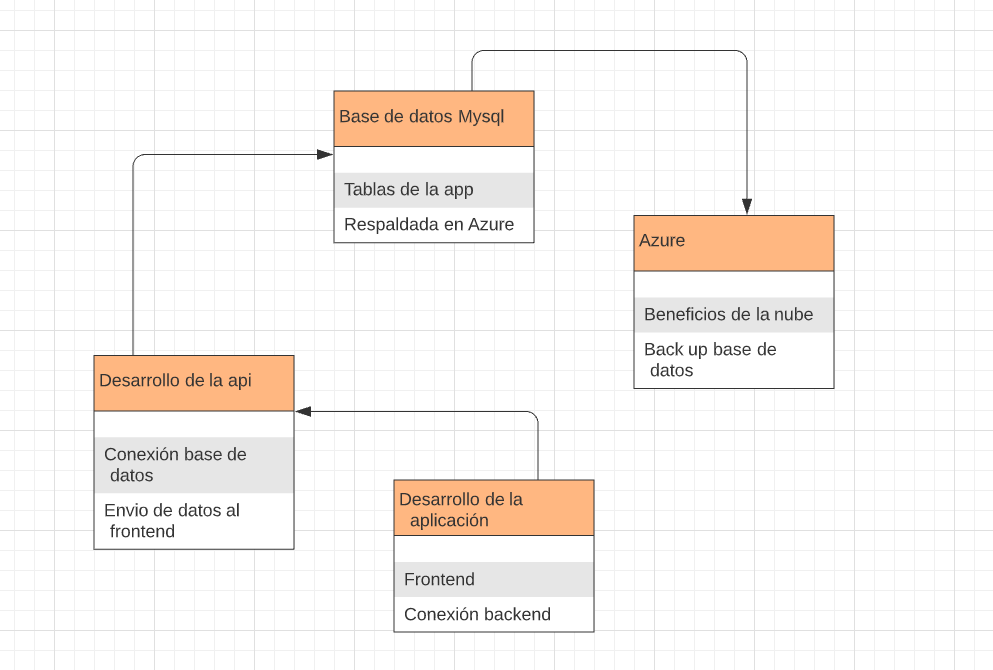 Base de datos Mysql
Tablas de la app
Respaldada en Azure
Azure
Beneficios de la nube
Back up base de
datos
Desarrollo de la api
Conexión base de
datos
Envio de datos al
frontend
Desarrollo de la
aplicación
Frontend
Conexión backend